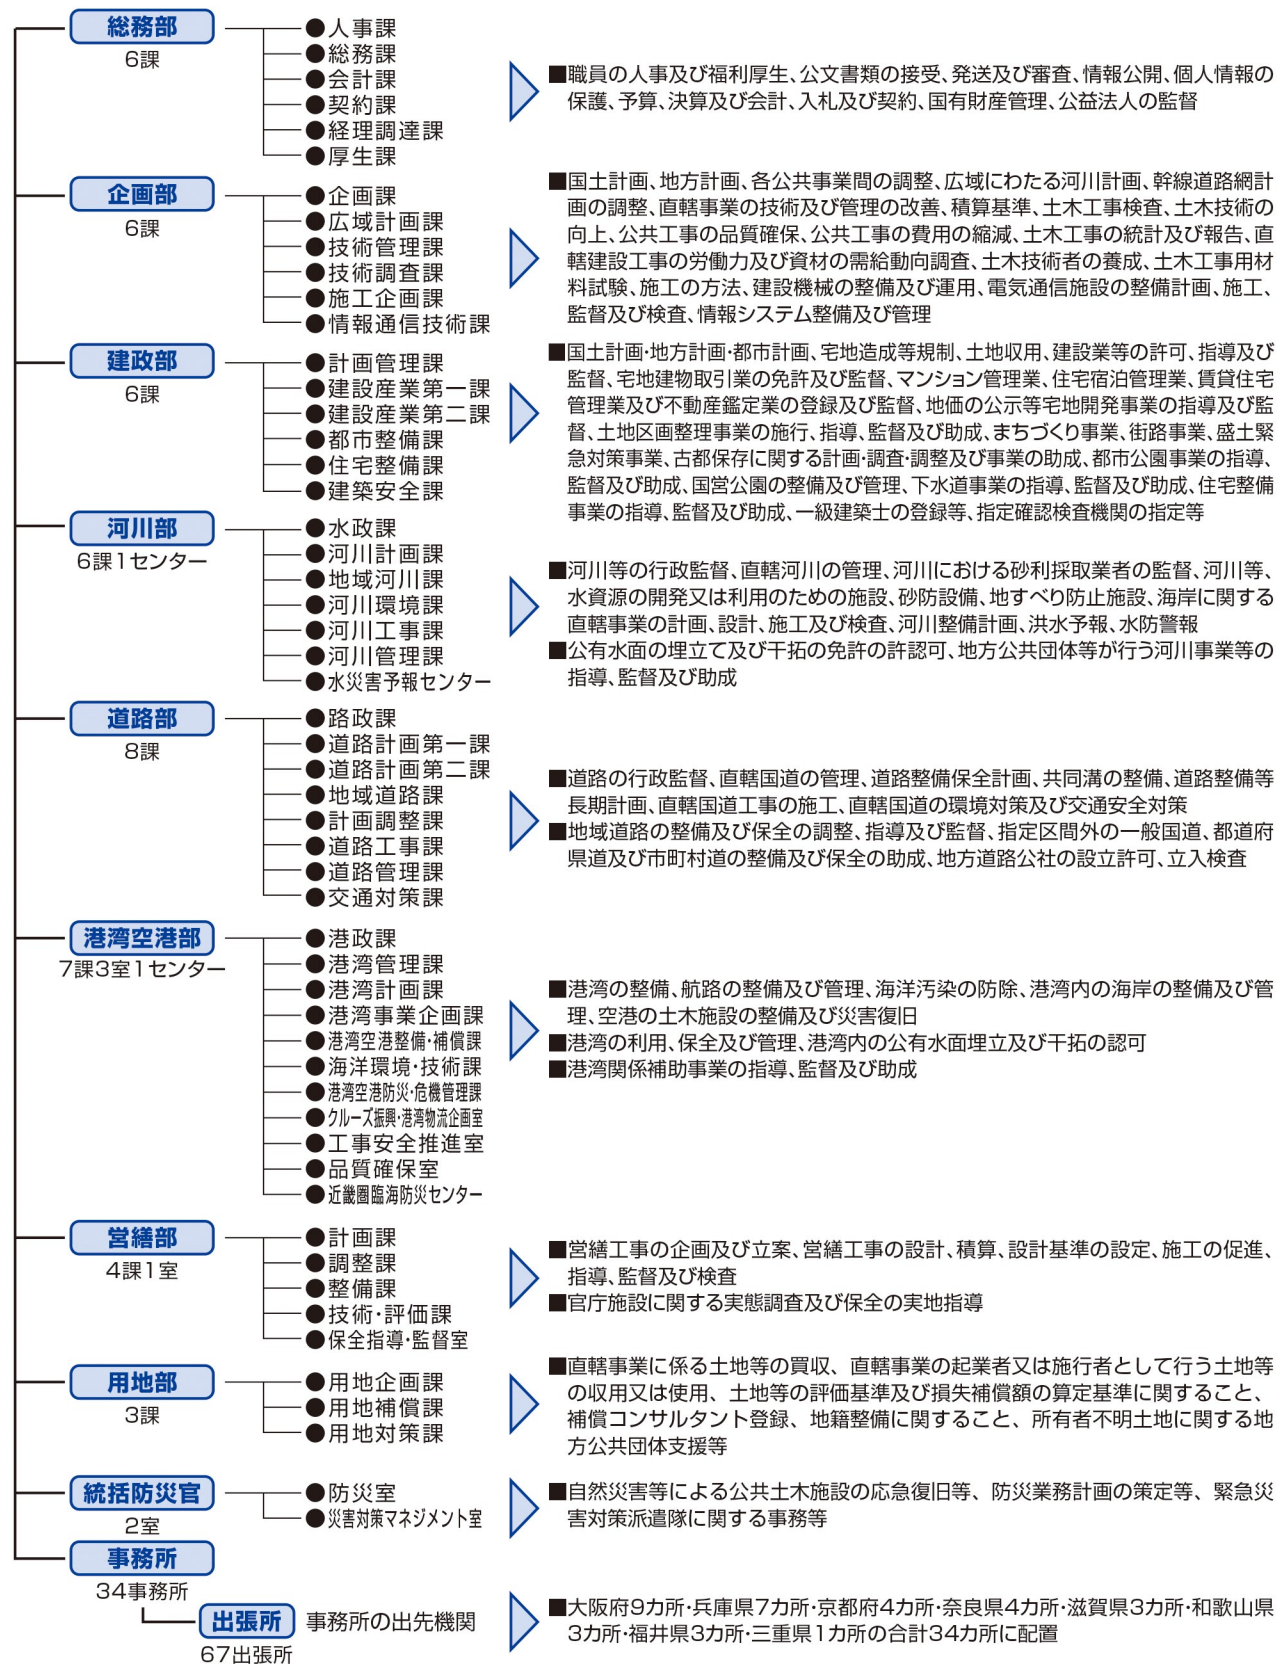 総務部
6課
●人事課
●総務課
●会計課
●契約課
●経理調達課
●厚生課
■職員の人事及び福利厚生、公文書類の接受、発送及び審査、情報公開、個人情報の
保護、予算、決算及び会計、入札及び契約、国有財産管理、公益法人の監督
企画部
6課
●企画課
●広域計画課
●技術管理課
●技術調査課
●施工企画課
●情報通信技術課
■国土計画、地方計画、各公共事業間の調整、広域にわたる河川計画、幹線道路網計
画の調整、直轄事業の技術及び管理の改善、積算基準、土木工事検査、土木技術の
向上、公共工事の品質確保、公共工事の費用の縮減、土木工事の統計及び報告、直
轄建設工事の労働力及び資材の需給動向調査、土木技術者の養成、土木工事用材
料試験、施工の方法、建設機械の整備及び運用、電気通信施設の整備計画、施工、
監督及び検査、情報システム整備及び管理
建政部
6課
●計画管理課
●建設産業第一課
●建設産業第二課
●都市整備課
●住宅整備課
●建築安全課
■国土計画・地方計画・都市計画、宅地造成等規制、土地収用、建設業等の許可、指導及び
監督、宅地建物取引業の免許及び監督、マンション管理業、住宅宿泊管理業、賃貸住宅
管理業及び不動産鑑定業の登録及び監督、地価の公示等宅地開発事業の指導及び監
督、土地区画整理事業の施行、指導、監督及び助成、まちづくり事業、街路事業、盛土緊
急対策事業、古都保存に関する計画・調査・調整及び事業の助成、都市公園事業の指導、
監督及び助成、国営公園の整備及び管理、下水道事業の指導、監督及び助成、住宅整備
事業の指導、監督及び助成、一級建築士の登録等、指定確認検査機関の指定等
河川部
6課1センター
●水政課
●河川計画課
●地域河川課
●河川環境課
●河川工事課
●河川管理課
●水災害予報センター
■河川等の行政監督、直轄河川の管理、河川における砂利採取業者の監督、河川等、
水資源の開発又は利用のための施設、砂防設備、地すべり防止施設、海岸に関する
直轄事業の計画、設計、施工及び検査、河川整備計画、洪水予報、水防警報
■公有水面の埋立て及び干拓の免許の許認可、地方公共団体等が行う河川事業等の
指導、監督及び助成
道路部
8課
●路政課
●道路計画第一課
●道路計画第二課
●地域道路課
●計画調整課
●道路工事課
●道路管理課
●交通対策課
■道路の行政監督、直轄国道の管理、道路整備保全計画、共同溝の整備、道路整備等
長期計画、直轄国道工事の施工、直轄国道の環境対策及び交通安全対策
■地域道路の整備及び保全の調整、指導及び監督、指定区間外の一般国道、都道府
県道及び市町村道の整備及び保全の助成、地方道路公社の設立許可、立入検査
港湾空港部
7課3室1センター
●港政課
●港湾管理課
●港湾計画課
●港湾事業企画課
●港湾空港整備・補償課
●海洋環境・技術課
●港湾空港防災・危機管理課
●クルーズ振興・港湾物流企画室
●工事安全推進室
●品質確保室
●近畿圏臨海防災センター
■港湾の整備、航路の整備及び管理、海洋汚染の防除、港湾内の海岸の整備及び管
理、空港の土木施設の整備及び災害復旧
■港湾の利用、保全及び管理、港湾内の公有水面埋立及び干拓の認可
■港湾関係補助事業の指導、監督及び助成
営繕部
4課1室
●計画課
●調整課
●整備課
●技術・評価課
●保全指導・監督室
■営繕工事の企画及び立案、営繕工事の設計、積算、設計基準の設定、施工の促進、
指導、監督及び検査
■官庁施設に関する実態調査及び保全の実地指導
用地部
3課
●用地企画課
●用地補償課
●用地対策課
■直轄事業に係る土地等の買収、直轄事業の起業者又は施行者として行う土地等
の収用又は使用、土地等の評価基準及び損失補償額の算定基準に関すること、
補償コンサルタント登録、地籍整備に関すること、所有者不明土地に関する地
方公共団体支援等
統括防災官
2室
●防災室
●災害対策マネジメント室
■自然災害等による公共土木施設の応急復旧等、防災業務計画の策定等、緊急災
害対策派遣隊に関する事務等
事務所
34事務所
出張所
67出張所
事務所の出先機関
■大阪府9カ所・兵庫県7カ所・京都府4カ所・奈良県4カ所・滋賀県3カ所・和歌山県
3カ所・福井県3カ所・三重県1カ所の合計34カ所に配置